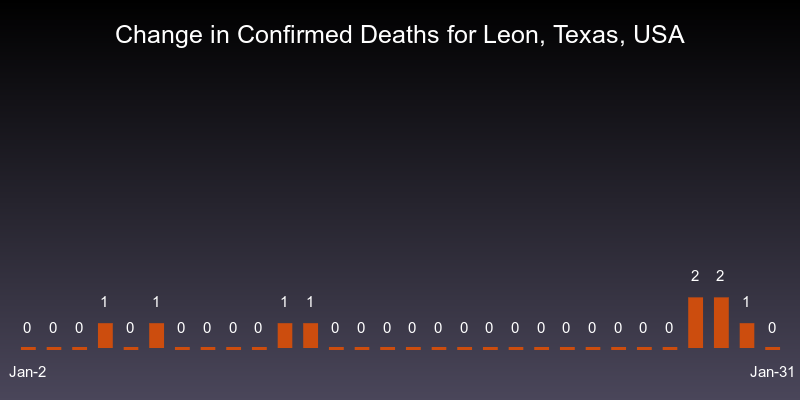 Change in Confirmed Deaths for Leon, Texas, USA
2 2
1 1 1 1 1
0 0 0 0 0 0 0 0 0 0 0 0 0 0 0 0 0 0 0 0 0 0 0
Jan-2 Jan-31